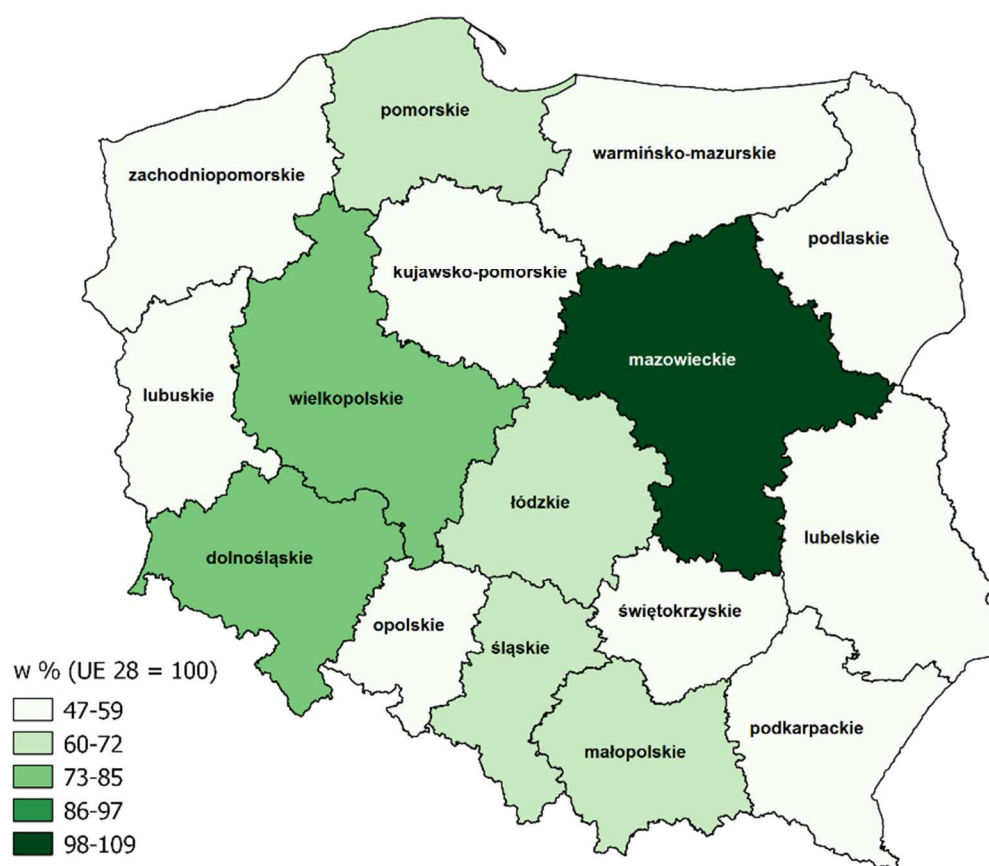 pomorskie
warmińsko-mazurskie
zachodniopomorskie
podlaskie
kujawsko-pomorskie
mazowieckie
lubuskie
wielkopolskie
łódzkie
lubelskie
dolnośląskie
świętokrzyskie
opolskie
śląskie
podkarpackie
małopolskie
w % (UE 28 = 100)
47-59
60-72
73-85
86-97
98-109